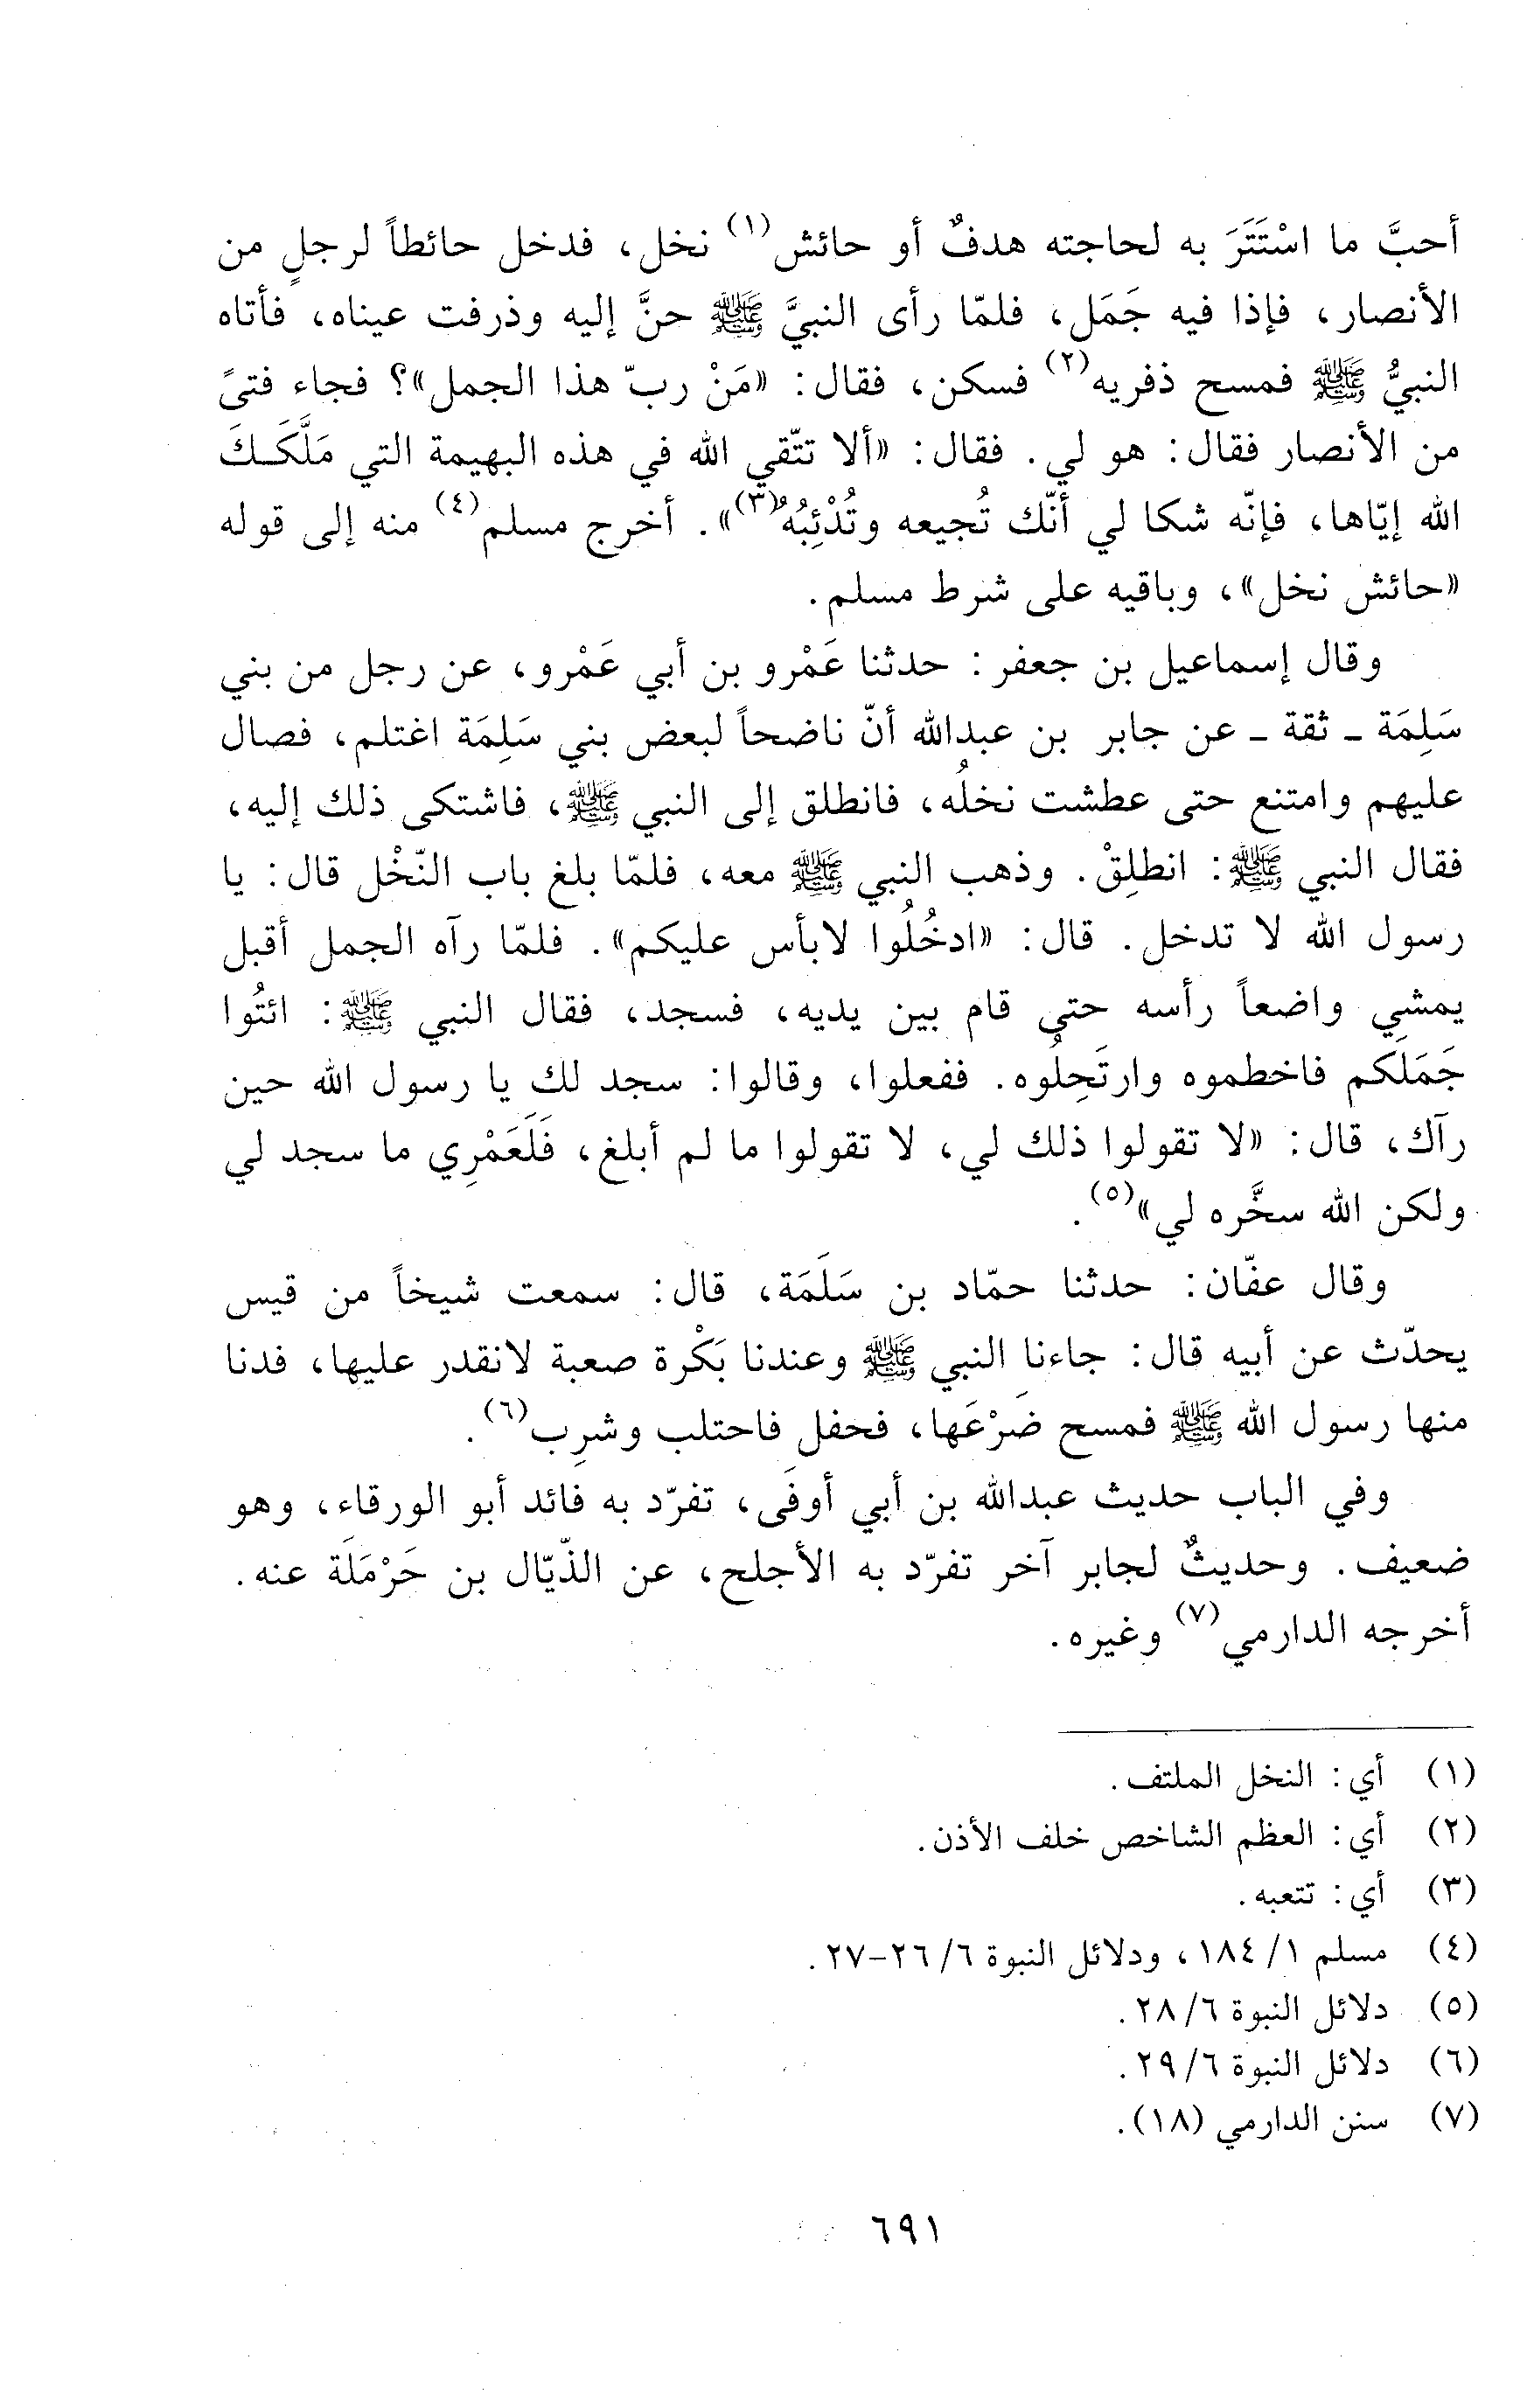 أحبَّ ما اسْتَتَرَ به لحاجته هدفٌ أو حائش(١) نخل، فدخل حائطاً لرجلٍ من
الأنصار، فإذا فيه جَمَل، فلمّا رأى النبيَّ ﷺ حنَّ إليه وذرفت عيناه، فأتاه
النبيُّ ﷺ فمسح ذفريه(٢) فسكن، فقال: «مَنْ ربّ هذا الجمل»؟ فجاء فتىً
من الأنصار فقال: هو لي. فقال: «ألا تتّقي الله في هذه البهيمة التي مَلَّكَـكَ
الله إيّاها، فإنّه شكا لي أنّك تُجيعه وتُدْئِبُهُ(٣)». أخرج مسلم(٤) منه إلى قوله
«حائش نخل»، وباقيه على شرط مسلم.
وقال إسماعيل بن جعفر: حدثنا عَمْرو بن أبي عَمْرو، عن رجل من بني
سَلِمَة ـ ثقة ـ عن جابر بن عبدالله أنّ ناضحاً لبعض بني سَلِمَة اغتلم، فصال
عليهم وامتنع حتى عطشت نخلُه، فانطلق إلى النبي ﷺ، فاشتكى ذلك إليه،
فقال النبي ﷺ: انطلِقْ. وذهب النبي ﷺ معه، فلمّا بلغ باب النّخْل قال: يا
رسول الله لا تدخل. قال: «ادخُلُوا لابأس عليكم». فلمّا رآه الجمل أقبل
يمشي واضعاً رأسه حتى قام بين يديه، فسجد، فقال النبي ﷺ: ائتُوا
جَمَلَكم فاخطموه وارتَحِلُوه. ففعلوا، وقالوا: سجد لك يا رسول الله حين
رآك، قال: «لا تقولوا ذلك لي، لا تقولوا ما لم أبلغ، فَلَعَمْرِي ما سجد لي
ولكن الله سخَّره لي»(٥).
وقال عفّان: حدثنا حمّاد بن سَلَمَة، قال: سمعت شيخاً من قيس
يحدّث عن أبيه قال: جاءنا النبي ﷺ وعندنا بَكْرة صعبة لانقدر عليها، فدنا
منها رسول الله ﷺ فمسح ضَرْعَها، فحفل فاحتلب وشرِب(٦).
وفي الباب حديث عبدالله بن أبي أوفَى، تفرّد به فائد أبو الورقاء، وهو
ضعيف. وحديثٌ لجابر آخر تفرّد به الأجلح، عن الذّيّال بن حَرْمَلَة عنه.
أخرجه الدارمي(٧) وغيره.
(١) أي: النخل الملتف.
(٢) أي: العظم الشاخص خلف الأذن.
(٣) أي: تتعبه.
(٤) مسلم ١/ ١٨٤، ودلائل النبوة ٦/ ٢٦-٢٧.
(٥) دلائل النبوة ٦/ ٢٨.
(٦) دلائل النبوة ٦/ ٢٩.
(٧) سنن الدارمي (١٨).
٦٩١